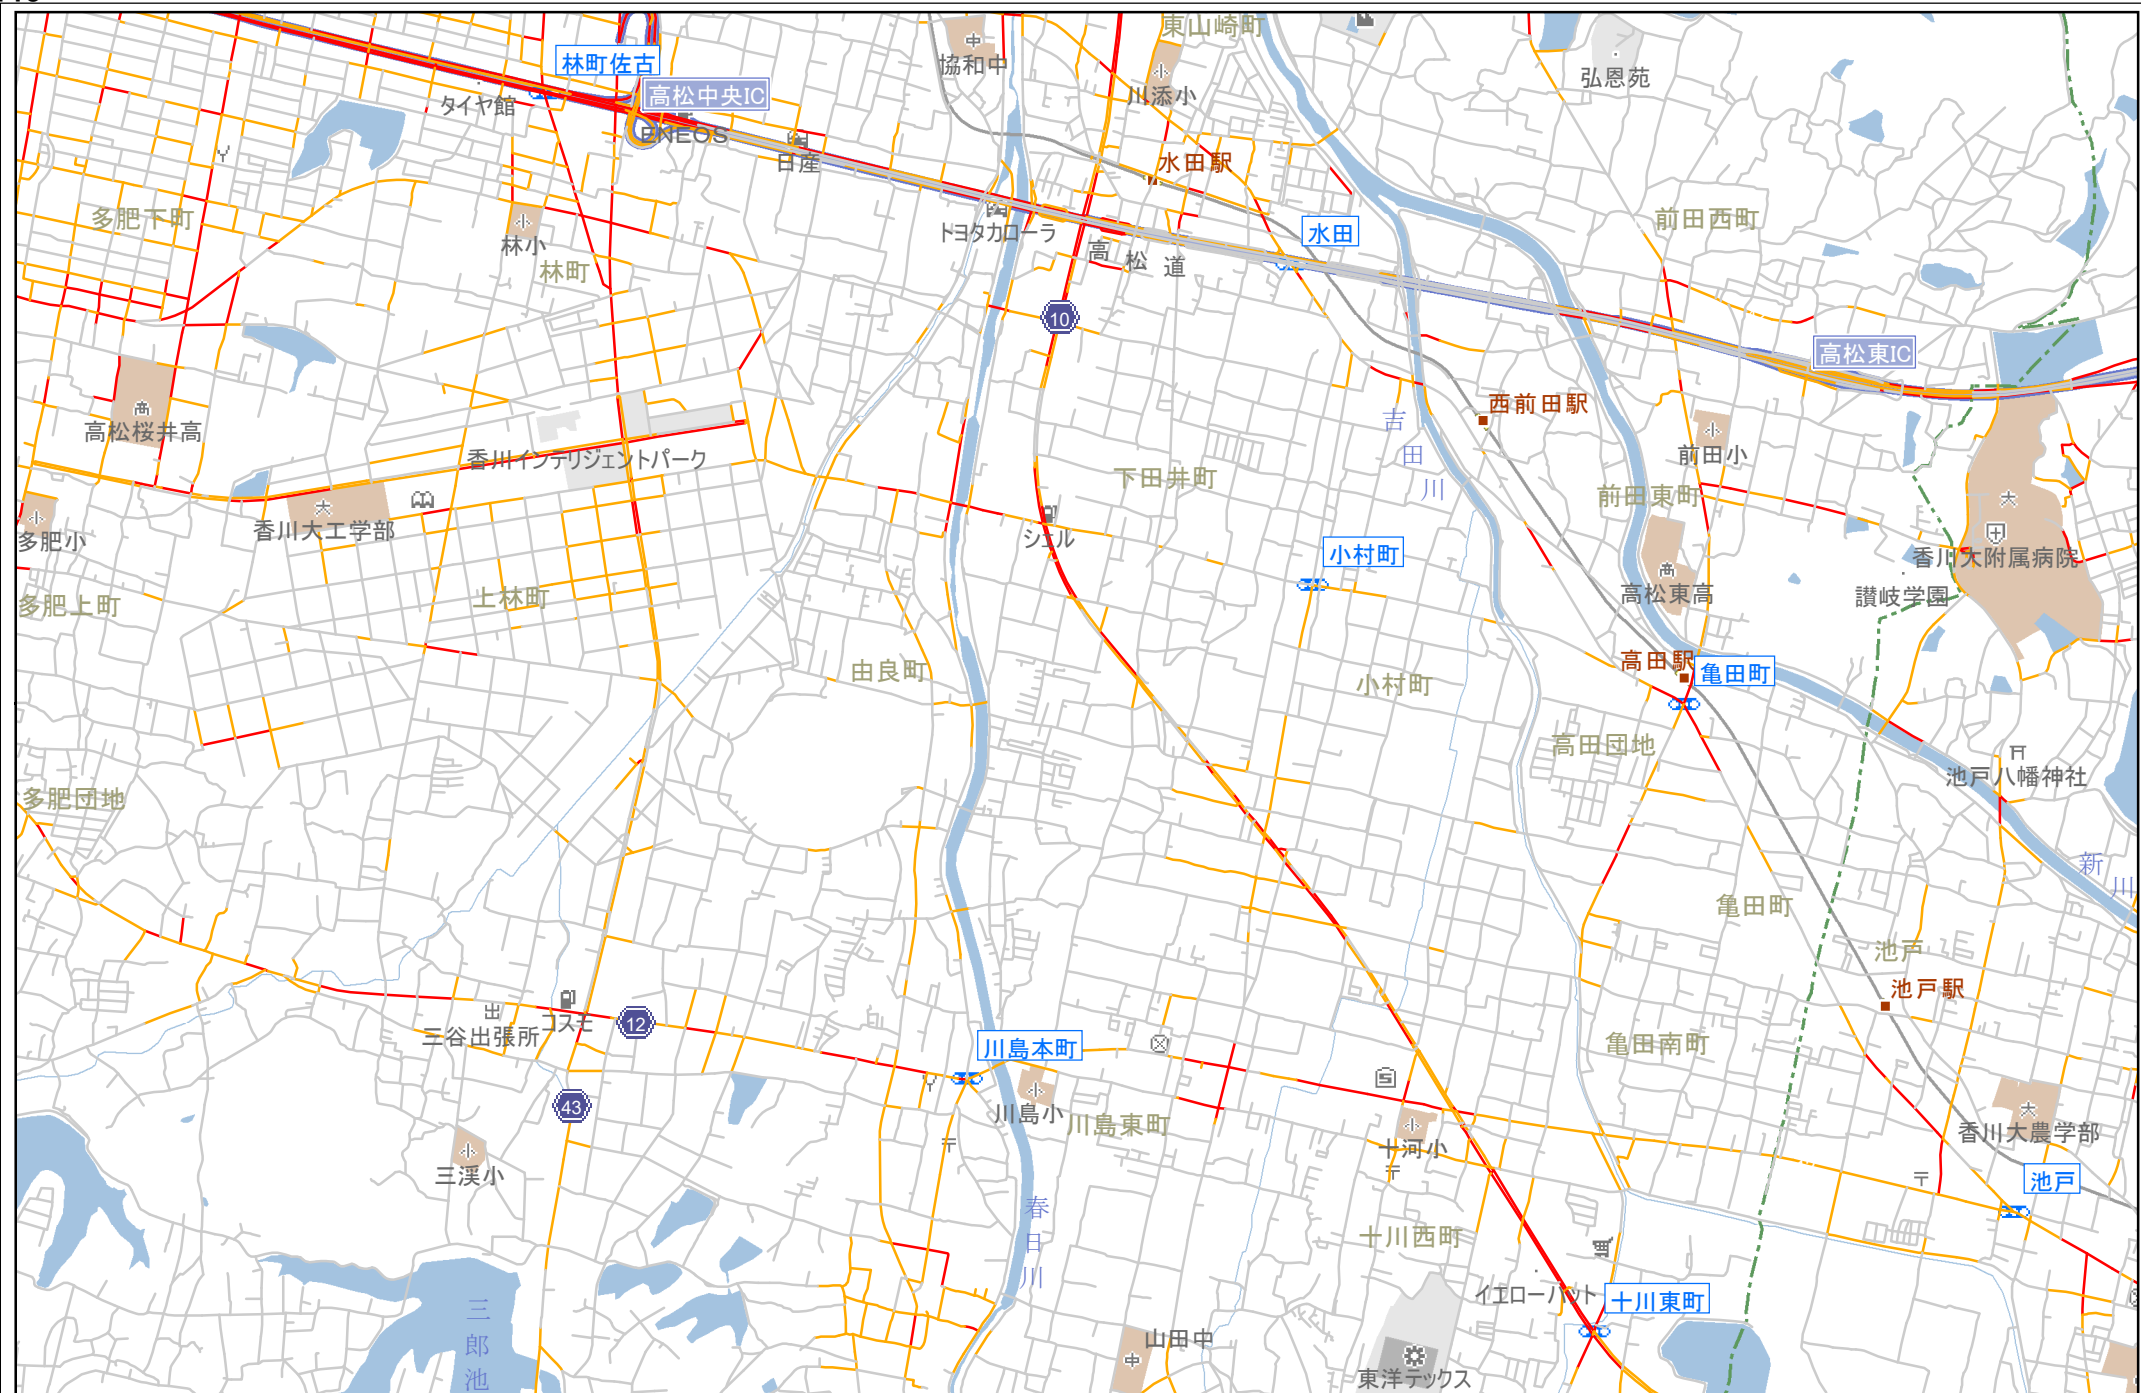 東山崎町
協和中
川添小
弘恩苑
林町佐古
高松中央IC
タイヤ館
ENEOS
日産
水田駅
多肥下町
林小
林町
トヨタカローラ
高松道
水田
前田西町
10
高松東IC
西前田駅
高松桜井高
吉田川
前田小
香川インテリジェントパーク
下田井町
前田東町
多肥小
香川大工学部
シェル
小村町
香川大附属病院
高松東高
讃岐学園
多肥上町
上林町
由良町
小村町
高田駅
亀田町
高田団地
池戸八幡神社
多肥団地
新川
亀田町
池戸
池戸駅
三谷出張所
コスモ
12
川島本町
亀田南町
43
川島小
川島東町
十河小
香川大農学部
三渓小
池戸
春日川
十川西町
イエローハット
十川東町
三郎池
山田中
東洋テックス